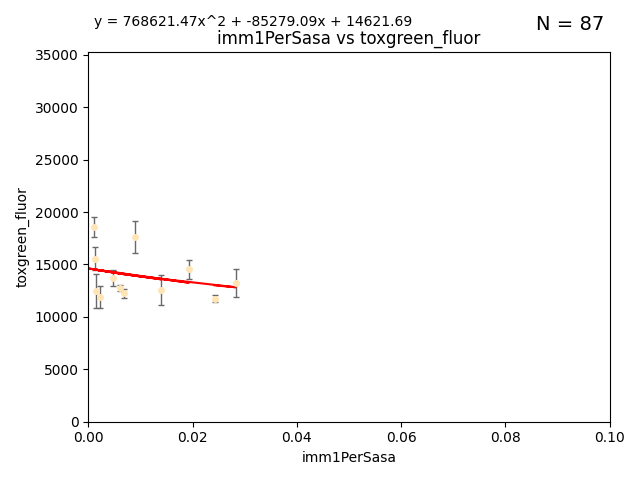 y = 768621.47x^2 + -85279.09x + 14621.69
N = 87
imm1PerSasa vs toxgreen_fluor
35000
30000
25000
20000
15000
10000
5000
0
toxgreen_fluor
0.00 0.02 0.04 0.06 0.08 0.10
imm1PerSasa